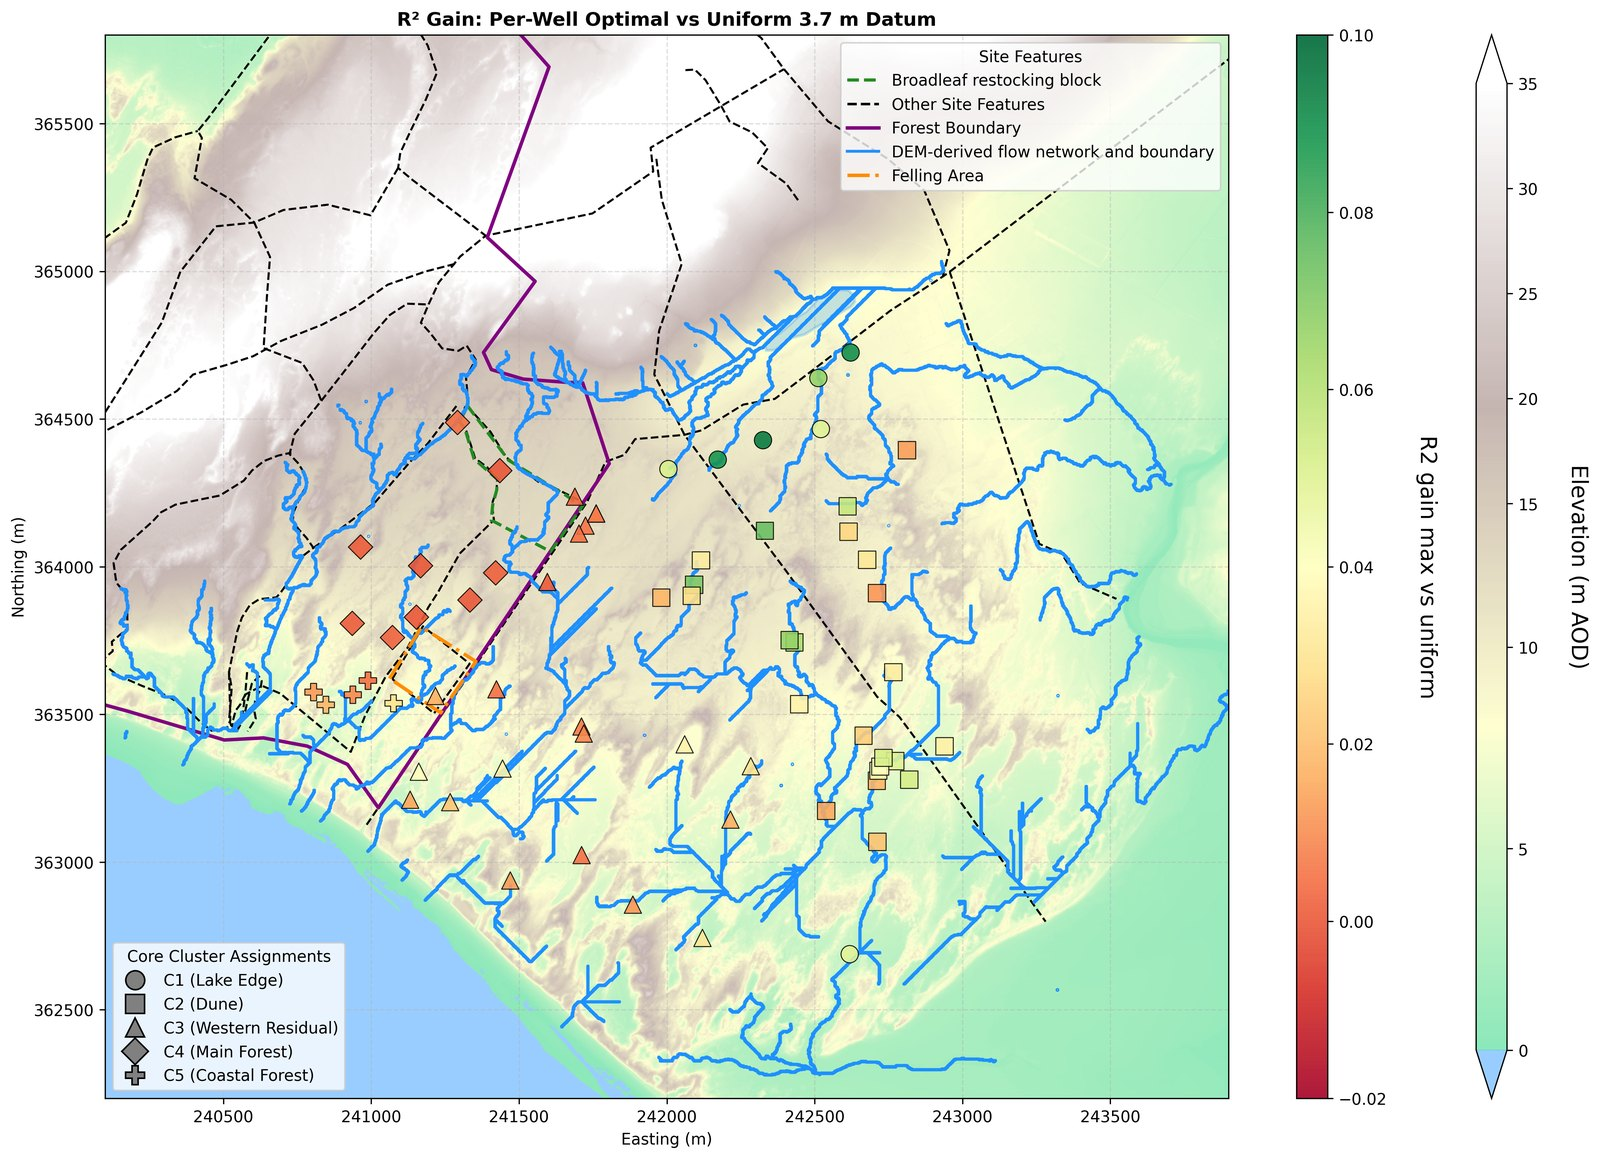 R² Gain: Per-Well Optimal vs Uniform 3.7 m Datum
Site Features
Broadleaf restocking block
Other Site Features
Forest Boundary
DEM-derived flow network and boundary
Felling Area
365500
365000
364500
364000
363500
363000
362500
Northing (m)
Core Cluster Assignments
C1 (Lake Edge)
C2 (Dune)
C3 (Western Residual)
C4 (Main Forest)
C5 (Coastal Forest)
240500
241000
241500
242000
242500
243000
243500
Easting (m)
0.10
0.08
0.06
0.04
0.02
0.00
−0.02
R2 gain max vs uniform
35
30
25
20
15
10
5
0
Elevation (m AOD)